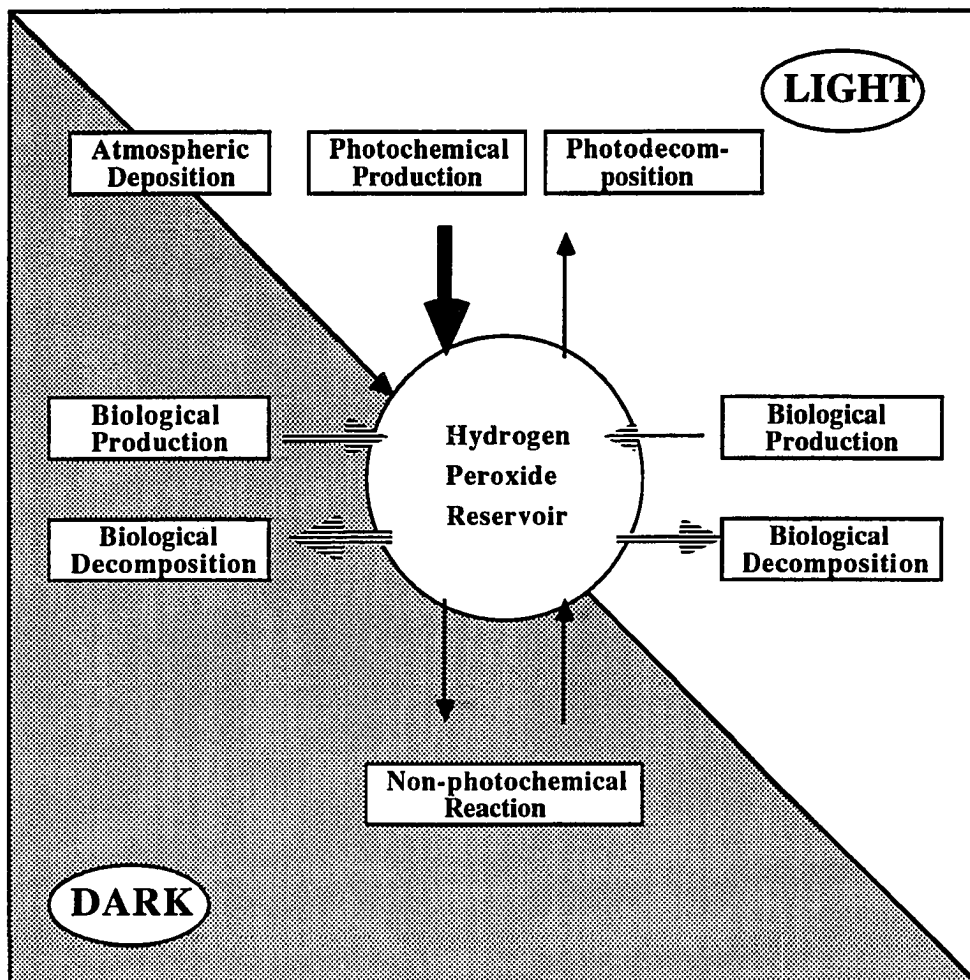 LIGHT
Atmospheric
Deposition
Photochemical
Production
Photodecom-
position
Biological
Production
Hydrogen
Peroxide
Reservoir
Biological
Production
Biological
Decomposition
Biological
Decomposition
Non-photochemical
Reaction
DARK